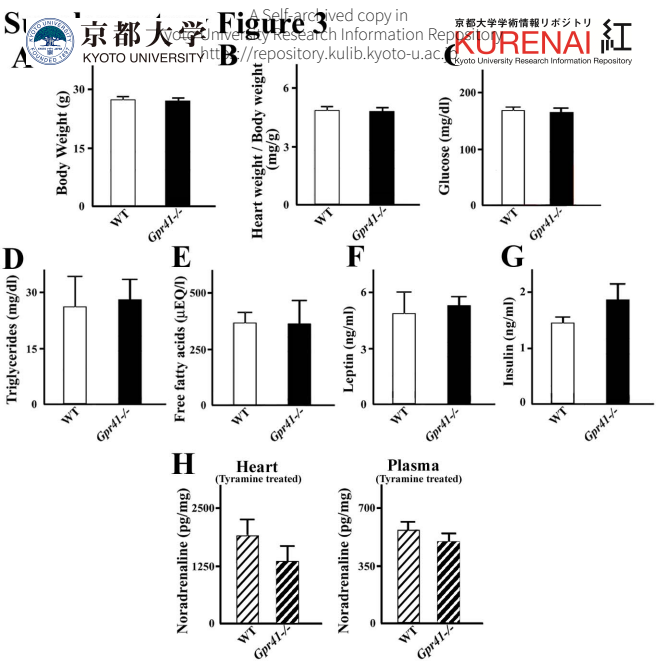 Figure 3
A Self-archived copy in
Kyoto University Research Information Repository
https://repository.kulib.kyoto-u.ac.
京都大学
KYOTO UNIVERSITY
京都大学学術情報リポジトリ
KURENAI 紅
Kyoto University Research Information Repository
A
Body Weight (g)
30
15
0
WT
Gpr41-/-
B
Heart weight / Body weight
(mg/g)
6
3
0
WT
Gpr41-/-
C
Glucose (mg/dl)
200
100
0
WT
Gpr41-/-
D
Triglycerides (mg/dl)
30
15
0
WT
Gpr41-/-
E
Free fatty acids (μEQ/l)
500
250
0
WT
Gpr41-/-
F
Leptin (ng/ml)
6
3
0
WT
Gpr41-/-
G
Insulin (ng/ml)
2
1
0
WT
Gpr41-/-
H
Heart
(Tyramine treated)
Noradrenaline (pg/mg)
2500
1250
0
WT
Gpr41-/-
Plasma
(Tyramine treated)
Noradrenaline (pg/mg)
700
350
0
WT
Gpr41-/-